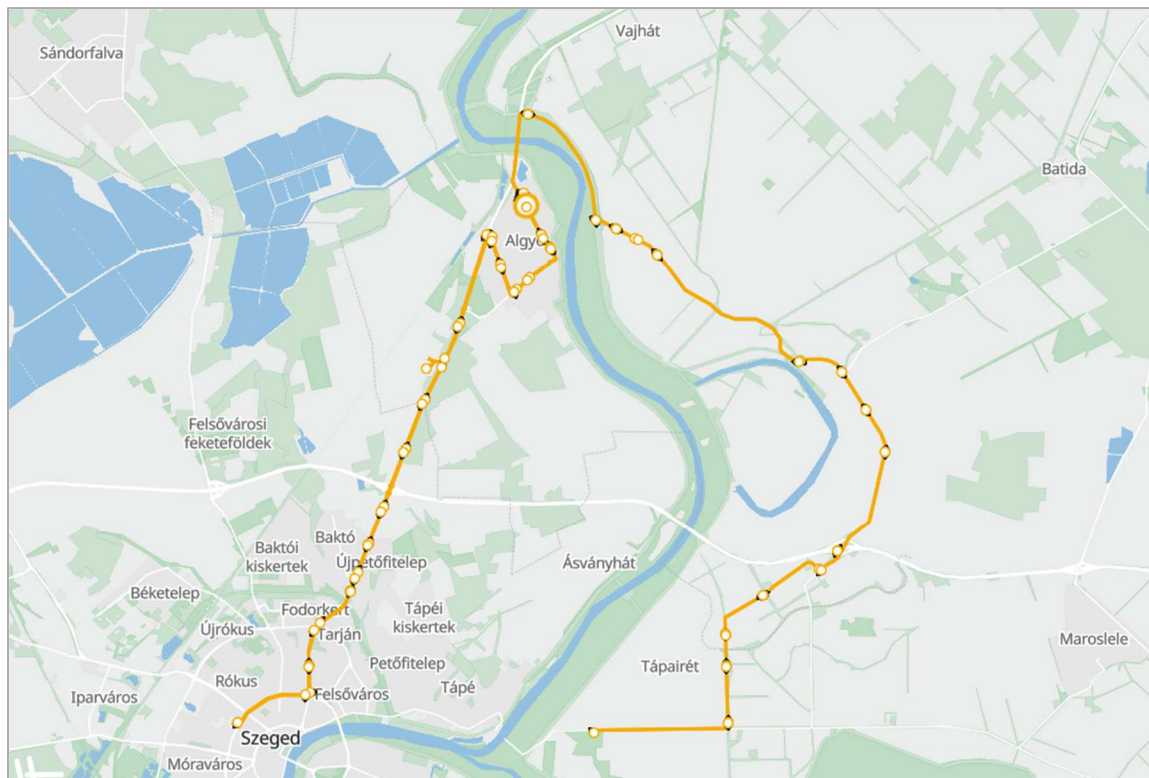 Vajhát
Sándorfalva
Batida
Algyő
Felsővárosi
feketeföldek
Baktó
Baktói
kiskertek
Újpetőfitelep
Ásványhát
Béketelep
Fodorkert
Tápéi
kiskertek
Újrókus
Tarján
Maroslele
Petőfitelep
Tápairét
Rókus
Iparváros
Felsőváros
Tápé
Szeged
Móraváros